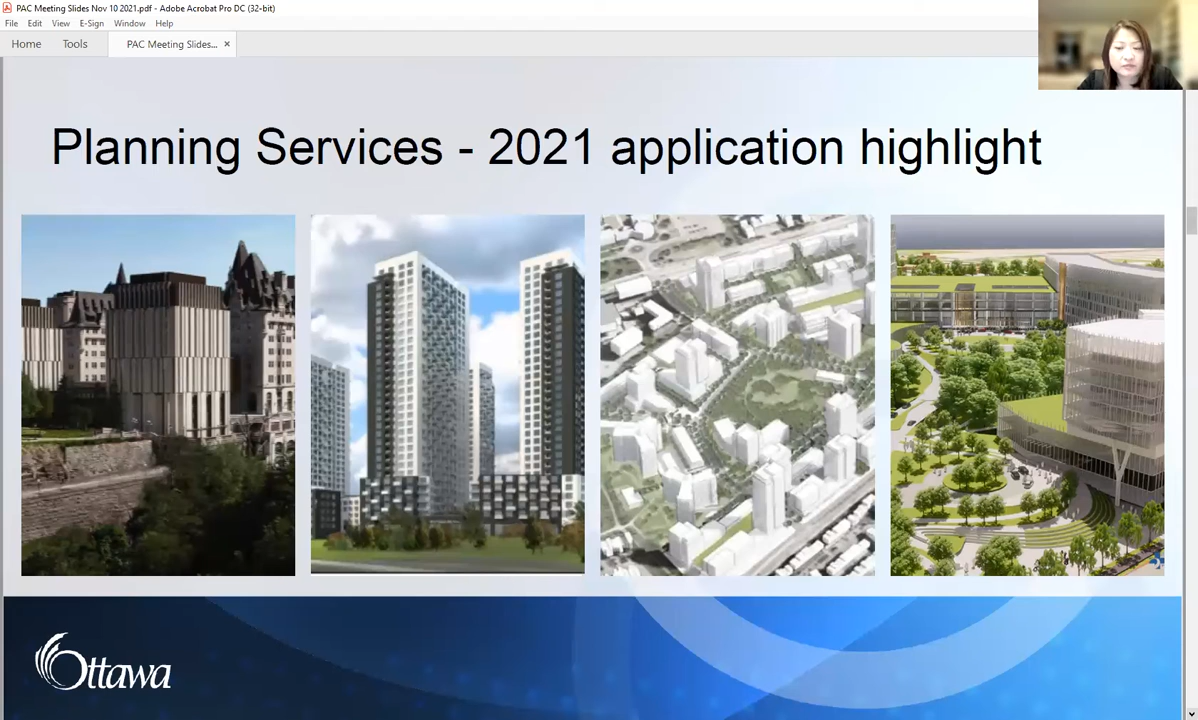 PAC Meeting Slides Nov 10 2021.pdf - Adobe Acrobat Pro DC (32-bit)
File Edit View E-Sign Window Help
Home Tools PAC Meeting Slides... ×
Planning Services - 2021 application highlight
Ottawa